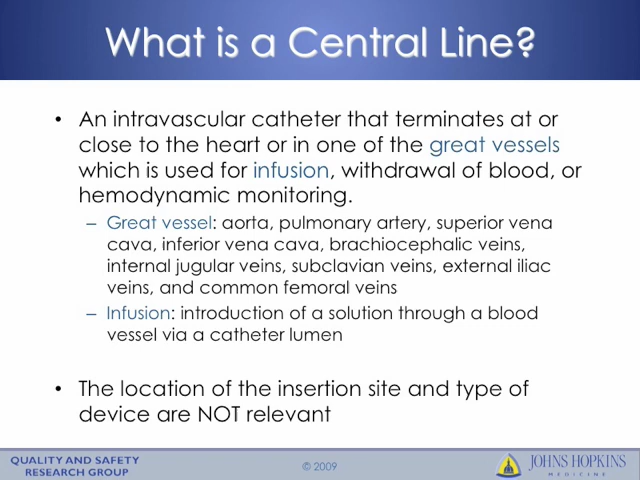 What is a Central Line?
• An intravascular catheter that terminates at or
close to the heart or in one of the great vessels
which is used for infusion, withdrawal of blood, or
hemodynamic monitoring.
– Great vessel: aorta, pulmonary artery, superior vena
cava, inferior vena cava, brachiocephalic veins,
internal jugular veins, subclavian veins, external iliac
veins, and common femoral veins
– Infusion: introduction of a solution through a blood
vessel via a catheter lumen
• The location of the insertion site and type of
device are NOT relevant
QUALITY AND SAFETY
RESEARCH GROUP
© 2009
JOHNS HOPKINS
MEDICINE